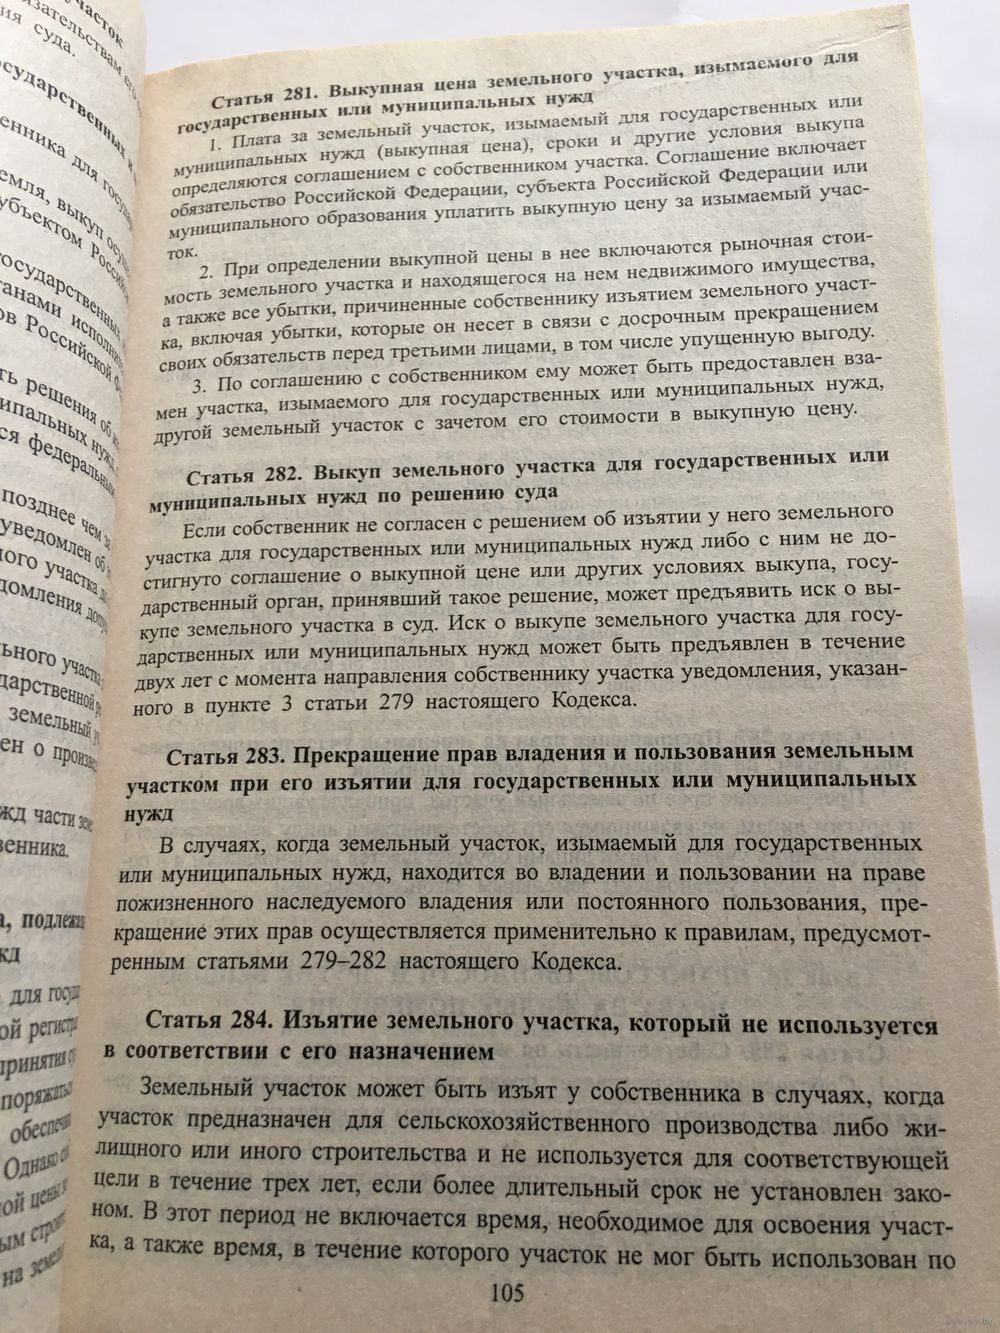 участок
суда.
Статья 281. Выкупная цена земельного участка, изымаемого для
государственных или муниципальных нужд
1. Плата за земельный участок, изымаемый для государственных или
муниципальных нужд (выкупная цена), сроки и другие условия выкупа
определяются соглашением с собственником участка. Соглашение включает
обязательство Российской Федерации, субъекта Российской Федерации или
муниципального образования уплатить выкупную цену за изымаемый учас-
ток.
2. При определении выкупной цены в нее включаются рыночная стои-
мость земельного участка и находящегося на нем недвижимого имущества,
а также все убытки, причиненные собственнику изъятием земельного участ-
ка, включая убытки, которые он несет в связи с досрочным прекращением
своих обязательств перед третьими лицами, в том числе упущенную выгоду.
3. По соглашению с собственником ему может быть предоставлен вза-
мен участка, изымаемого для государственных или муниципальных нужд,
другой земельный участок с зачетом его стоимости в выкупную цену.
Статья 282. Выкуп земельного участка для государственных или
муниципальных нужд по решению суда
Если собственник не согласен с решением об изъятии у него земельного
участка для государственных или муниципальных нужд либо с ним не до-
стигнуто соглашение о выкупной цене или других условиях выкупа, госу-
дарственный орган, принявший такое решение, может предъявить иск о вы-
купе земельного участка в суд. Иск о выкупе земельного участка для госу-
дарственных или муниципальных нужд может быть предъявлен в течение
двух лет с момента направления собственнику участка уведомления, указан-
ного в пункте 3 статьи 279 настоящего Кодекса.
Статья 283. Прекращение прав владения и пользования земельным
участком при его изъятии для государственных или муниципальных
нужд
В случаях, когда земельный участок, изымаемый для государственных
или муниципальных нужд, находится во владении и пользовании на праве
пожизненного наследуемого владения или постоянного пользования, пре-
кращение этих прав осуществляется применительно к правилам, предусмот-
ренным статьями 279–282 настоящего Кодекса.
Статья 284. Изъятие земельного участка, который не используется
в соответствии с его назначением
Земельный участок может быть изъят у собственника в случаях, когда
участок предназначен для сельскохозяйственного производства либо жи-
лищного или иного строительства и не используется для соответствующей
цели в течение трех лет, если более длительный срок не установлен зако-
ном. В этот период не включается время, необходимое для освоения участ-
ка, а также время, в течение которого участок не мог быть использован по
105
www.ay.by